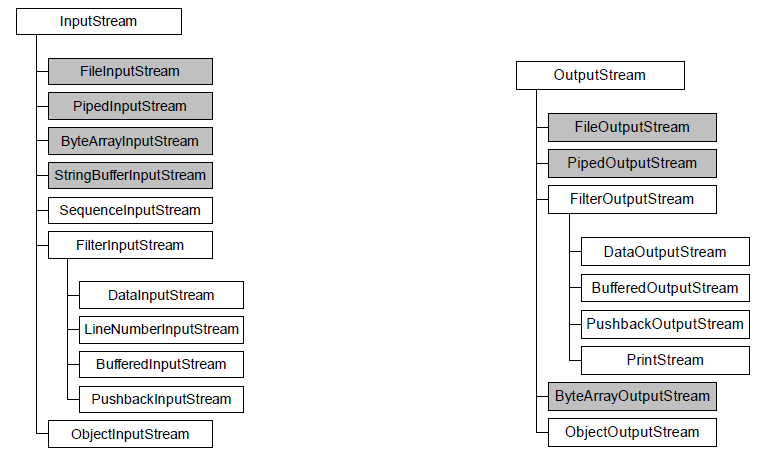 InputStream
FileInputStream
PipedInputStream
ByteArrayInputStream
StringBufferInputStream
SequenceInputStream
FilterInputStream
DataInputStream
LineNumberInputStream
BufferedInputStream
PushbackInputStream
ObjectInputStream
OutputStream
FileOutputStream
PipedOutputStream
FilterOutputStream
DataOutputStream
BufferedOutputStream
PushbackOutputStream
PrintStream
ByteArrayOutputStream
ObjectOutputStream